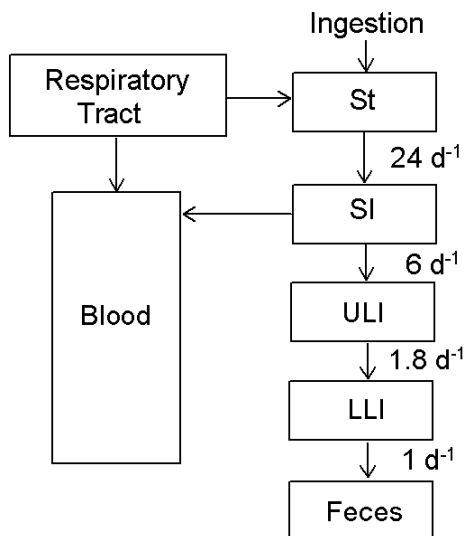 Ingestion
Respiratory
Tract
St
24 d⁻¹
SI
6 d⁻¹
Blood
ULI
1.8 d⁻¹
LLI
1 d⁻¹
Feces